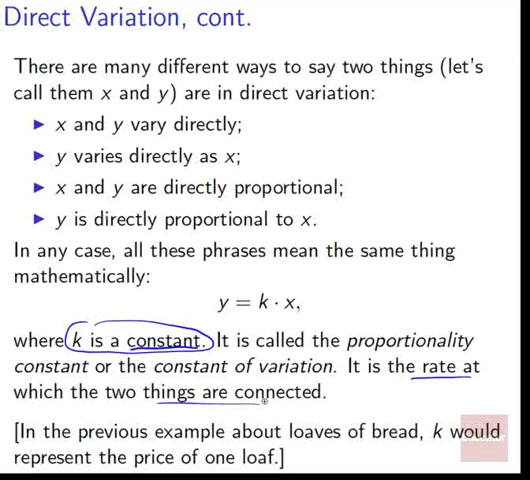 Direct Variation, cont.
There are many different ways to say two things (let's
call them x and y) are in direct variation:
▶ x and y vary directly;
▶ y varies directly as x;
▶ x and y are directly proportional;
▶ y is directly proportional to x.
In any case, all these phrases mean the same thing
mathematically:
y = k · x,
where k is a constant. It is called the proportionality
constant or the constant of variation. It is the rate at
which the two things are connected.
[In the previous example about loaves of bread, k would
represent the price of one loaf.]